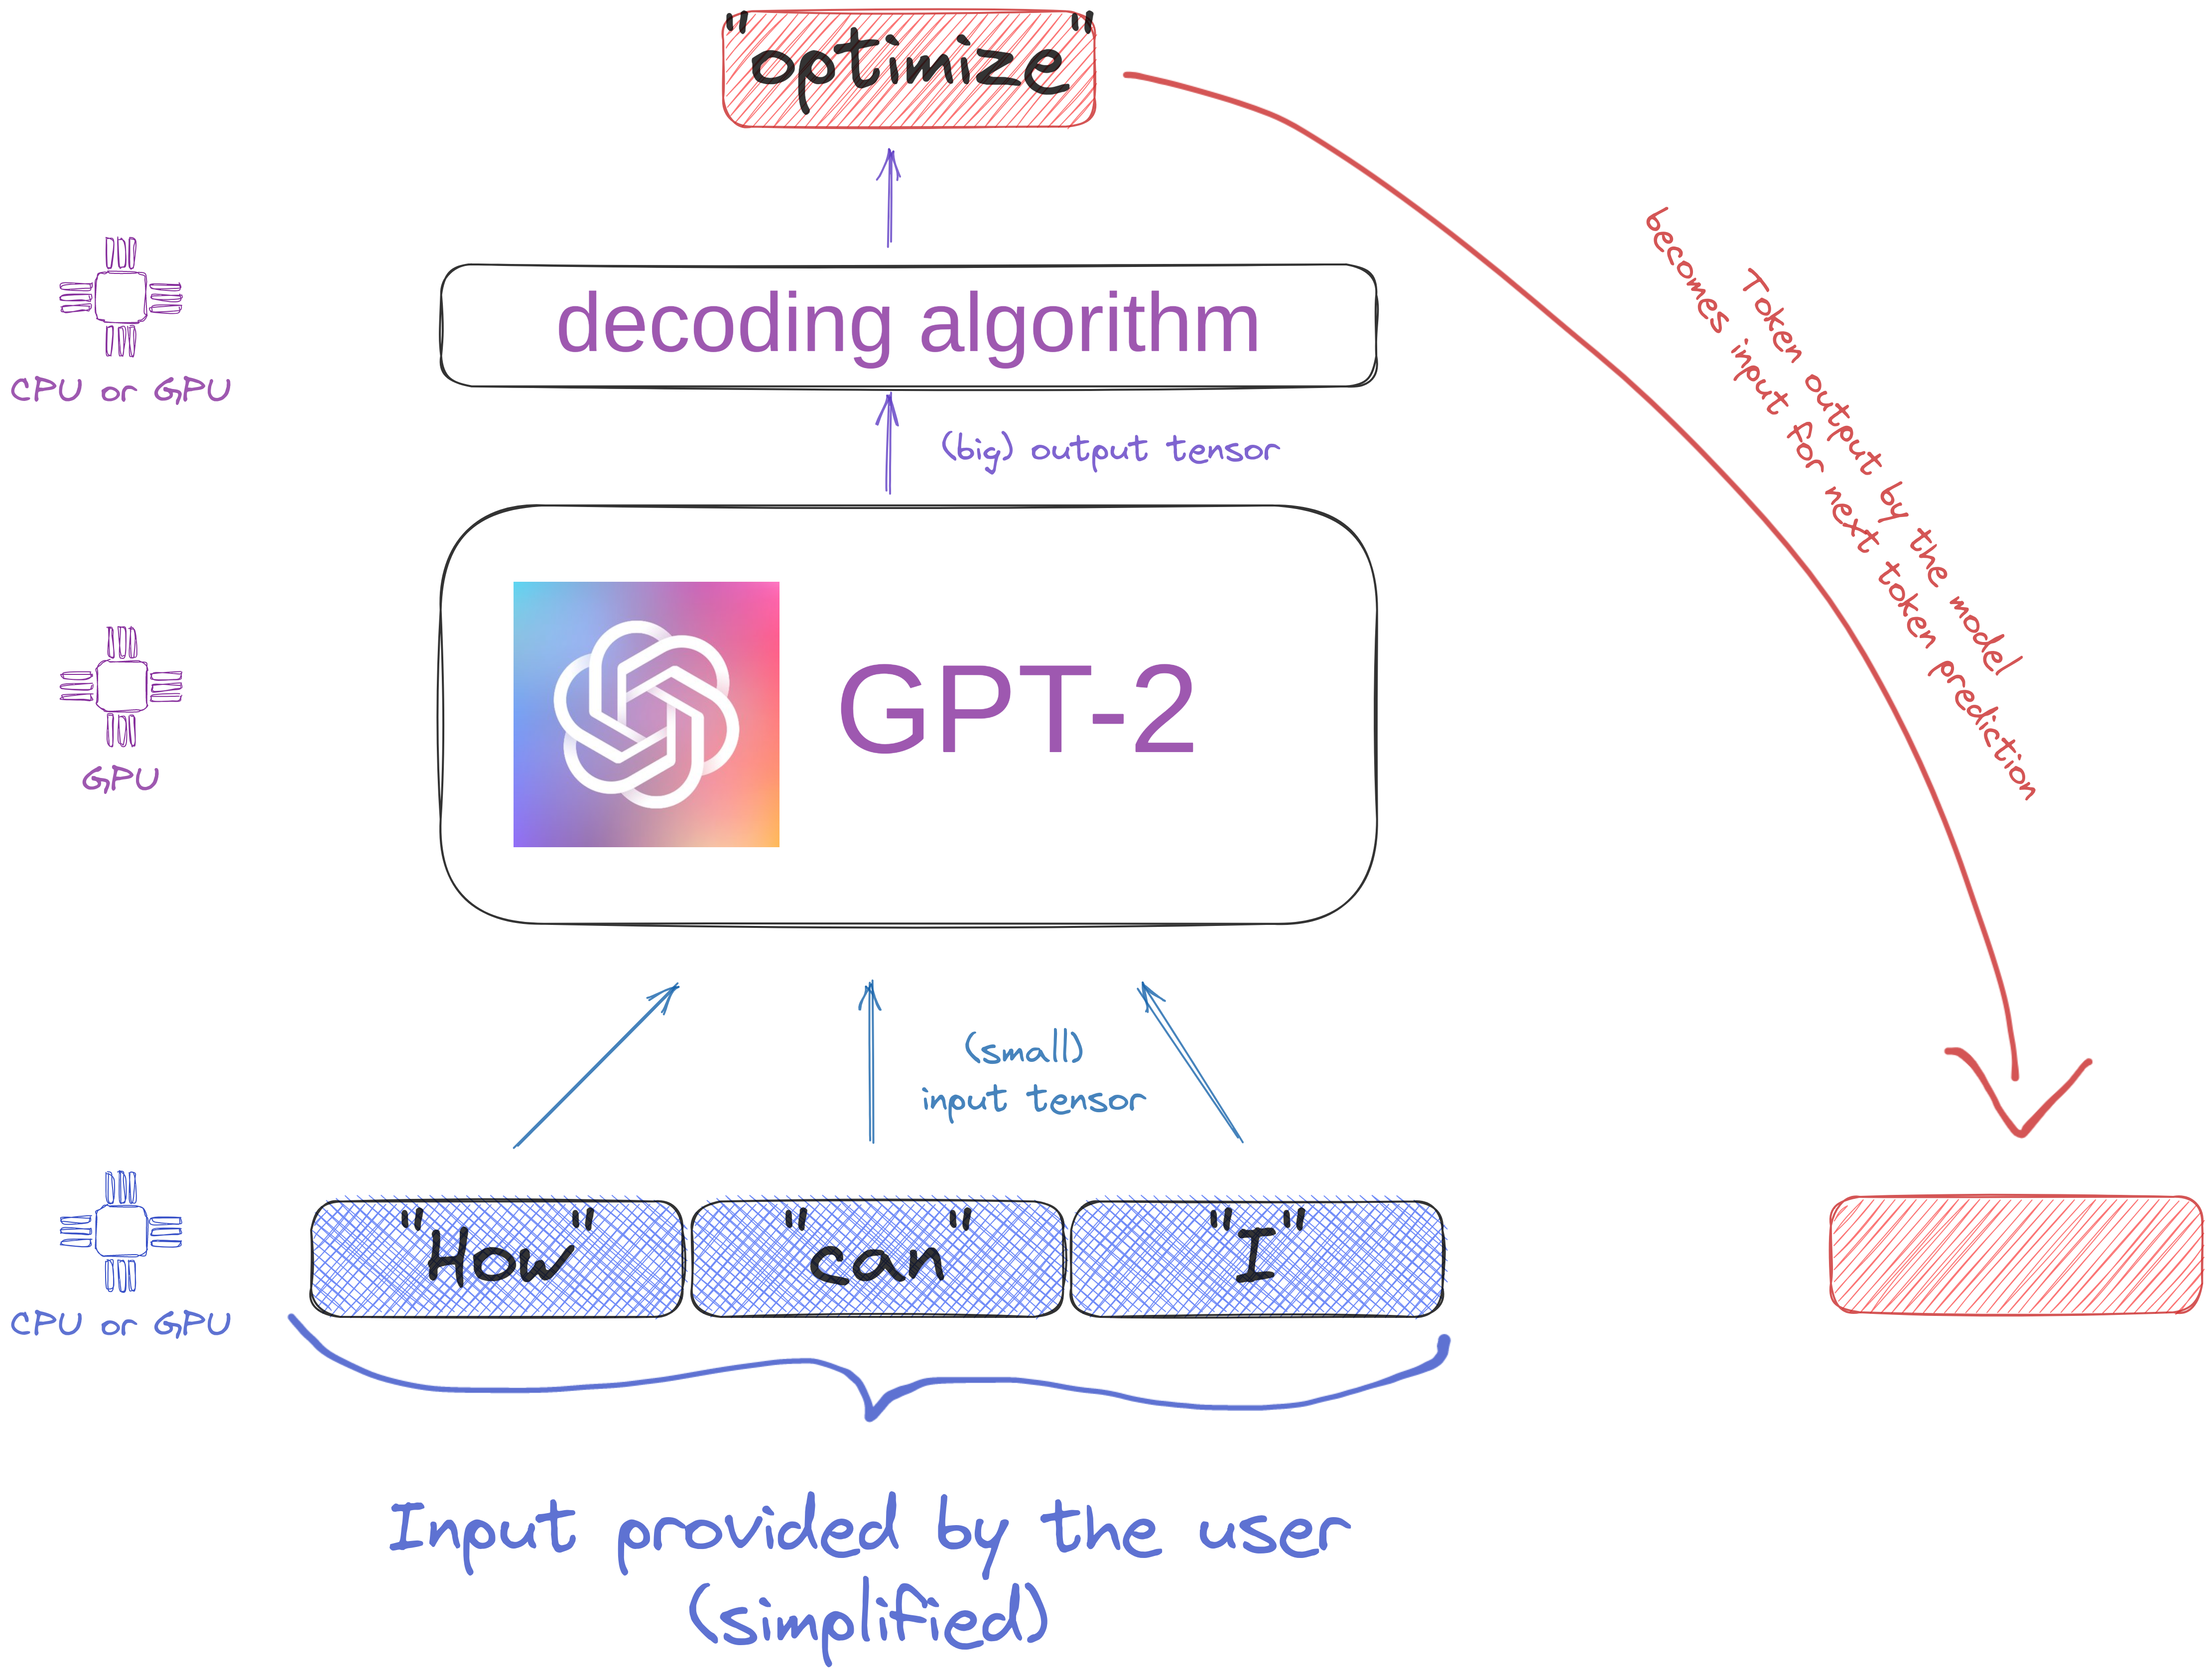 "optimize"
decoding algorithm
CPU or GPU
(big) output tensor
Token output by the model
becomes input for next token prediction
GPT-2
GPU
(small)
input tensor
"How" "can" "I"
CPU or GPU
Input provided by the user
(simplified)